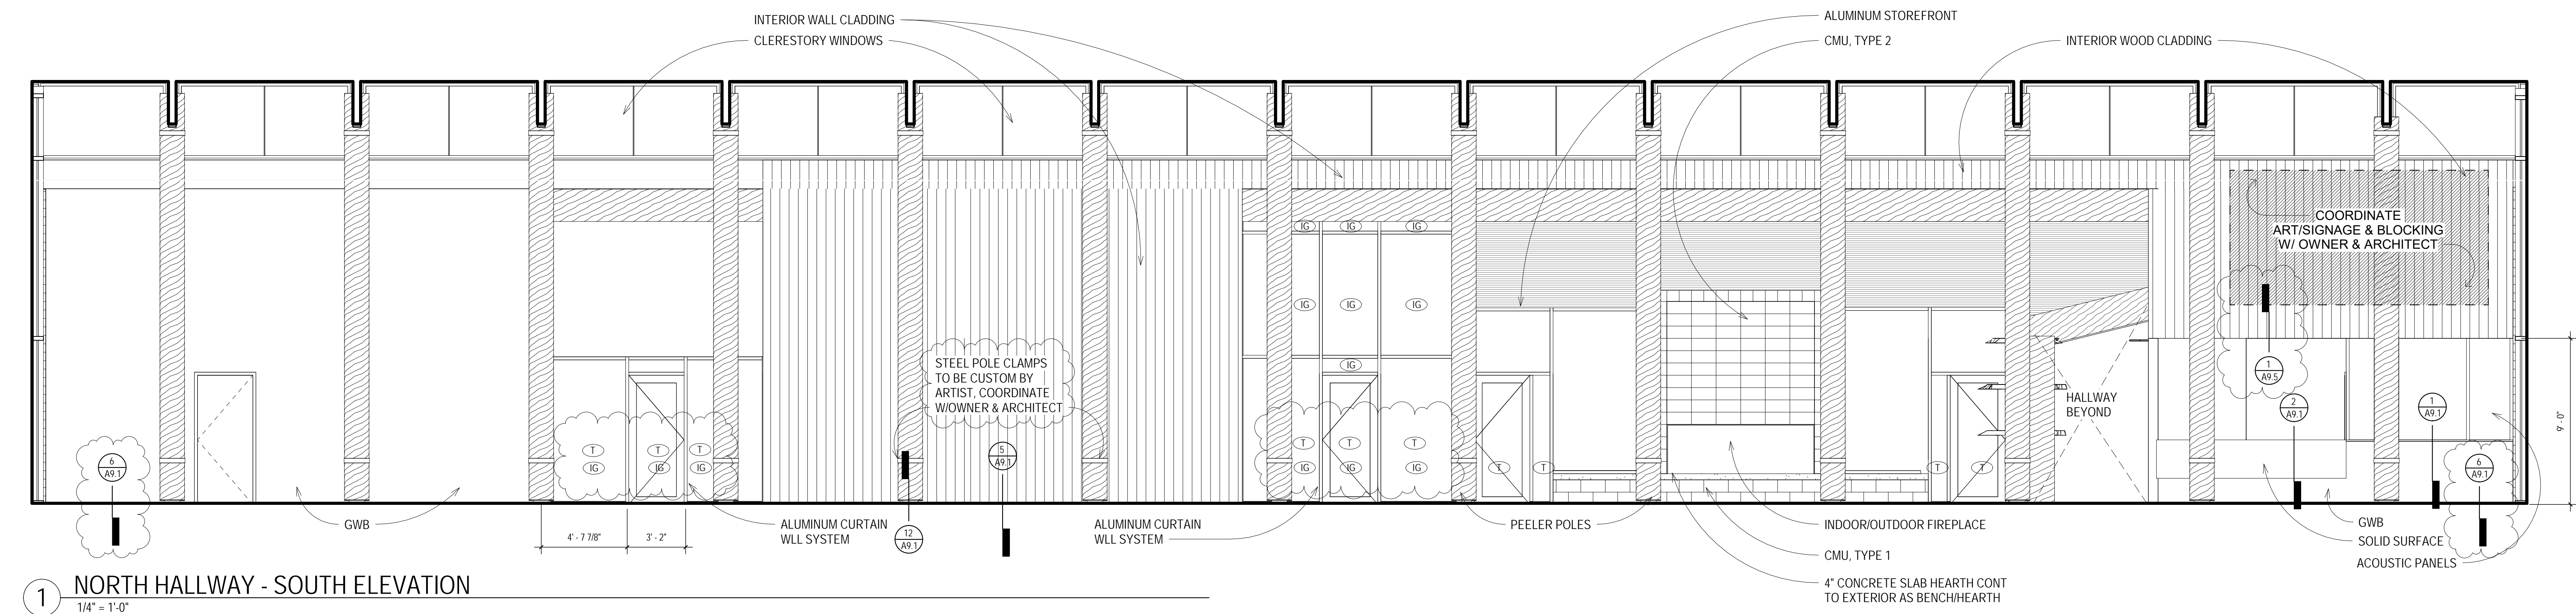 INTERIOR WALL CLADDING
CLERESTORY WINDOWS
ALUMINUM STOREFRONT
CMU, TYPE 2
INTERIOR WOOD CLADDING
COORDINATE
ART/SIGNAGE & BLOCKING
W/ OWNER & ARCHITECT
IG IG IG
IG IG IG
IG
STEEL POLE CLAMPS
TO BE CUSTOM BY
ARTIST, COORDINATE
W/OWNER & ARCHITECT
1
A9.5
HALLWAY
BEYOND
2
A9.1
1
A9.1
9' - 0"
6
A9.1
T T T
IG IG IG
5
A9.1
T T T
IG IG IG
T T
T T
6
A9.1
GWB
4' - 7 7/8"
3' - 2"
ALUMINUM CURTAIN
WLL SYSTEM
12
A9.1
ALUMINUM CURTAIN
WLL SYSTEM
PEELER POLES
INDOOR/OUTDOOR FIREPLACE
CMU, TYPE 1
4" CONCRETE SLAB HEARTH CONT
TO EXTERIOR AS BENCH/HEARTH
GWB
SOLID SURFACE
ACOUSTIC PANELS
1
NORTH HALLWAY - SOUTH ELEVATION
1/4" = 1'-0"